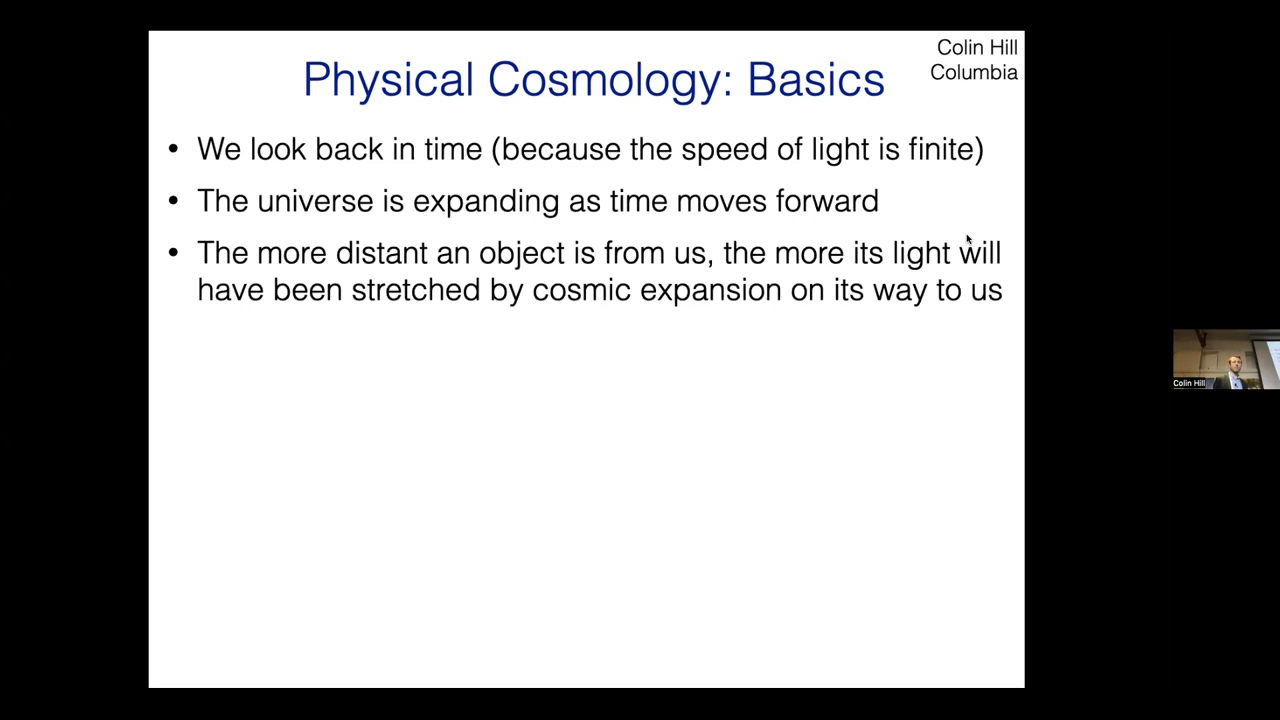 Colin Hill
Columbia
Physical Cosmology: Basics
• We look back in time (because the speed of light is finite)
• The universe is expanding as time moves forward
• The more distant an object is from us, the more its light will
have been stretched by cosmic expansion on its way to us
Colin Hill